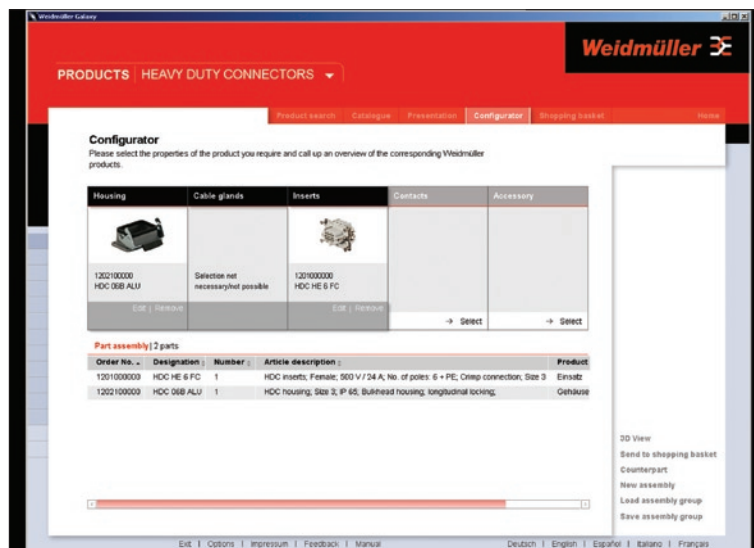 Weidmüller Galaxy
Weidmüller
PRODUCTS HEAVY DUTY CONNECTORS
Product search Catalogue Presentation Configurator Shopping basket Home
Configurator
Please select the properties of the product you require and call up an overview of the corresponding Weidmüller
products.
Housing Cable glands Inserts Contacts Accessory
1202100000 Selection not 1201000000
HDC 06B ALU necessary/not possible HDC HE 6 FC
Edit | Remove Edit | Remove
→ Select → Select
Part assembly | 2 parts
Order No. Designation Number Article description Product
1201000000 HDC HE 6 FC 1 HDC inserts; Female; 500 V / 24 A; No. of poles: 6 + PE; Crimp connection; Size 3 Einsatz
1202100000 HDC 06B ALU 1 HDC housing; Size 3; IP 65; Bulkhead housing; longitudinal locking; Gehäuse
3D View
Send to shopping basket
Counterpart
New assembly
Load assembly group
Save assembly group
Exit | Options | Impressum | Feedback | Manual Deutsch | English | Español | Italiano | Français